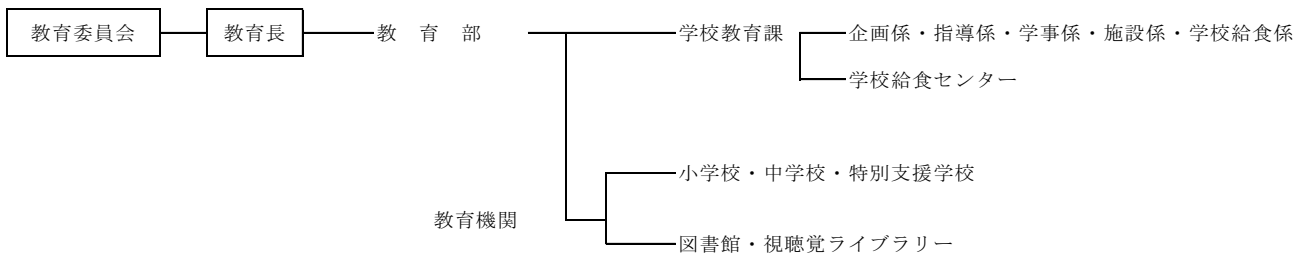 教育委員会 教育長 教育部 学校教育課 企画係・指導係・学事係・施設係・学校給食係
学校給食センター
小学校・中学校・特別支援学校
教育機関
図書館・視聴覚ライブラリー